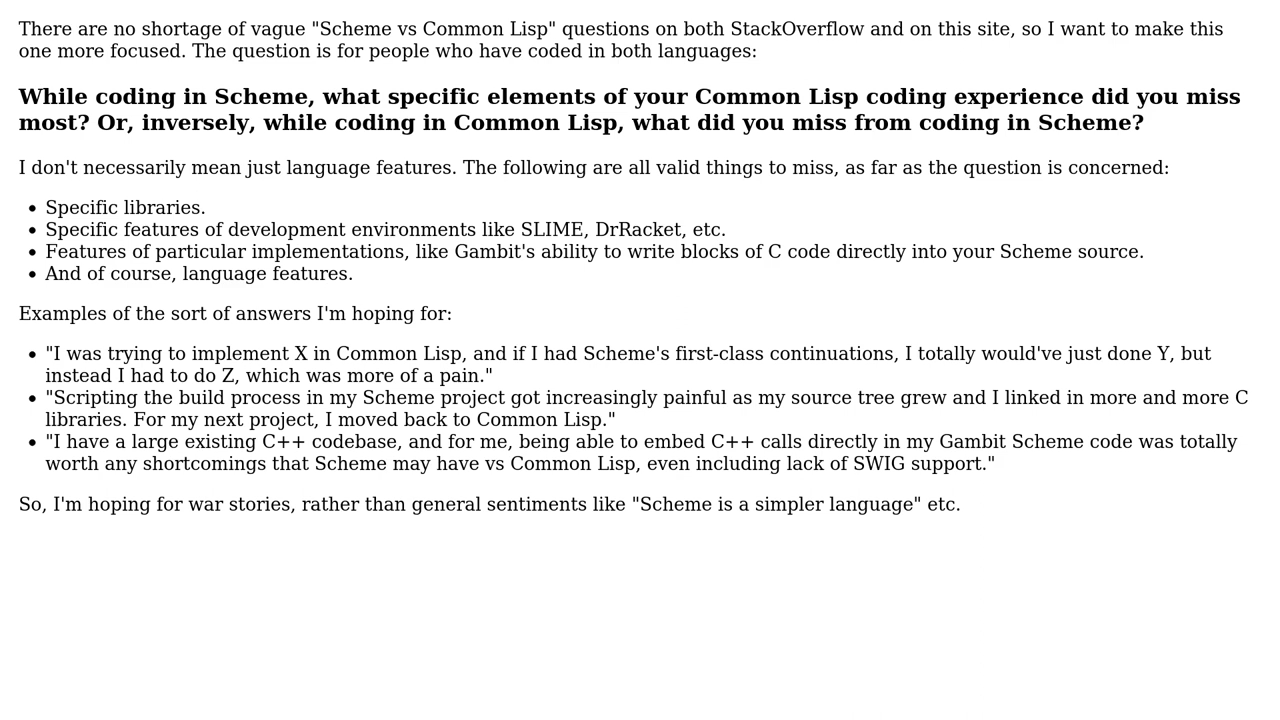 There are no shortage of vague "Scheme vs Common Lisp" questions on both StackOverflow and on this site, so I want to make this
one more focused. The question is for people who have coded in both languages:
While coding in Scheme, what specific elements of your Common Lisp coding experience did you miss
most? Or, inversely, while coding in Common Lisp, what did you miss from coding in Scheme?
I don't necessarily mean just language features. The following are all valid things to miss, as far as the question is concerned:
• Specific libraries.
• Specific features of development environments like SLIME, DrRacket, etc.
• Features of particular implementations, like Gambit's ability to write blocks of C code directly into your Scheme source.
• And of course, language features.
Examples of the sort of answers I'm hoping for:
• "I was trying to implement X in Common Lisp, and if I had Scheme's first-class continuations, I totally would've just done Y, but
instead I had to do Z, which was more of a pain."
• "Scripting the build process in my Scheme project got increasingly painful as my source tree grew and I linked in more and more C
libraries. For my next project, I moved back to Common Lisp."
• "I have a large existing C++ codebase, and for me, being able to embed C++ calls directly in my Gambit Scheme code was totally
worth any shortcomings that Scheme may have vs Common Lisp, even including lack of SWIG support."
So, I'm hoping for war stories, rather than general sentiments like "Scheme is a simpler language" etc.